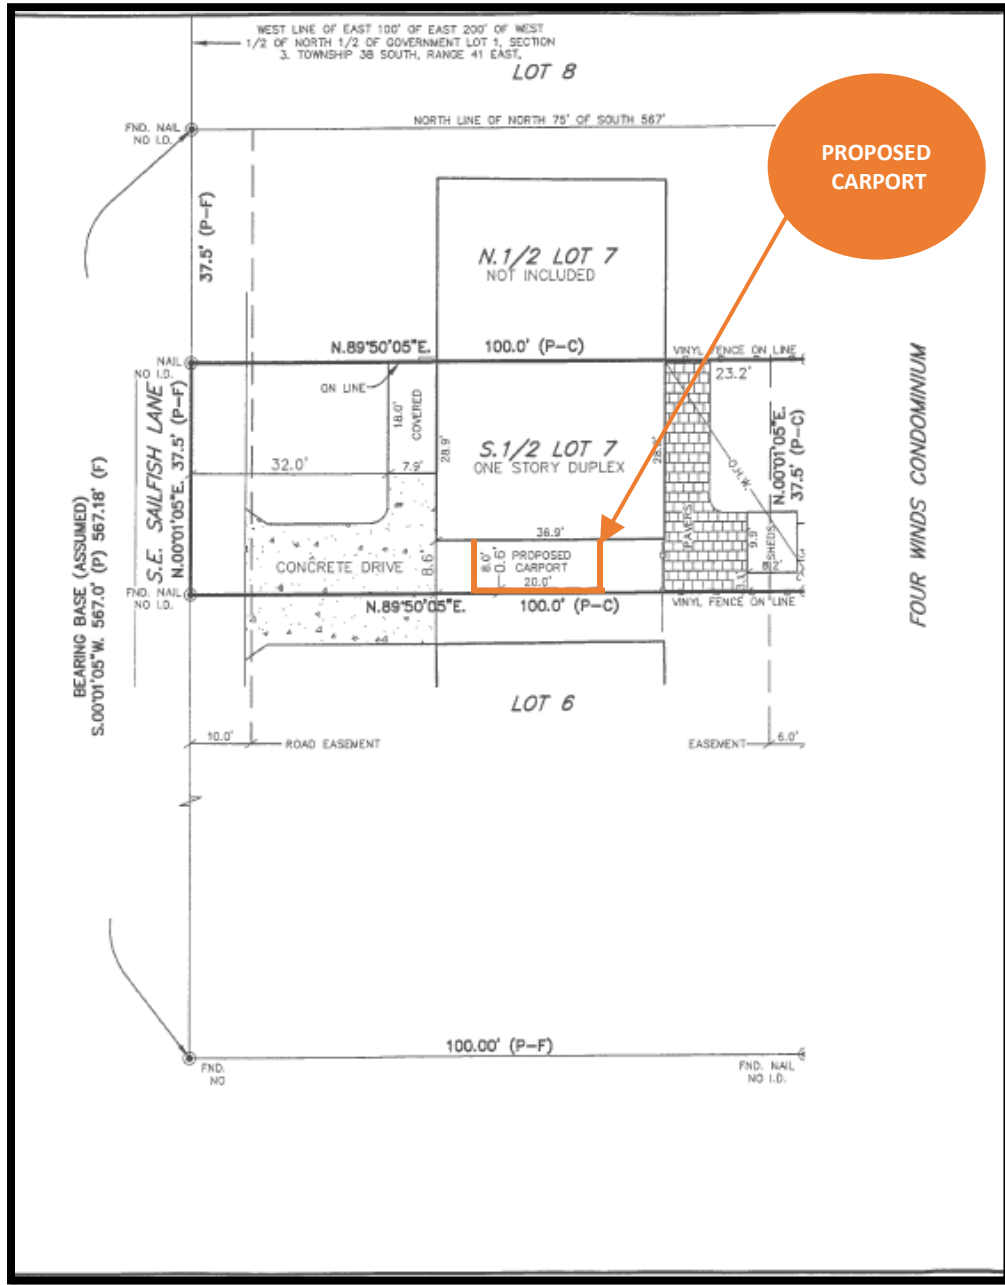 WEST LINE OF EAST 100' OF EAST 200' OF WEST
1/2 OF NORTH 1/2 OF GOVERNMENT LOT 1, SECTION
3, TOWNSHIP 38 SOUTH, RANGE 41 EAST.
LOT 8
FND. NAIL
NO I.D.
NORTH LINE OF NORTH 75' OF SOUTH 567'
PROPOSED
CARPORT
37.5' (P-F)
N.1/2 LOT 7
NOT INCLUDED
N.89°50'05"E.
100.0' (P-C)
VINYL FENCE ON LINE
NAIL
NO I.D.
ON LINE
23.2'
S.E. SAILFISH LANE
N.00°01'05"E. 37.5' (P-F)
18.0'
COVERED
28.9'
S.1/2 LOT 7
ONE STORY DUPLEX
O.H.W.
N.00°01'05"E.
37.5' (P-C)
FOUR WINDS CONDOMINIUM
32.0'
7.9'
BEARING BASE (ASSUMED)
S.00°01'05"W. 567.0' (P) 567.18' (F)
36.9'
PAVERS
CONCRETE DRIVE
8.6'
8.0'
PROPOSED
CARPORT
20.0'
9.9'
SHEDS
8.2'
3.1'
FND. NAIL
NO I.D.
N.89°50'05"E.
100.0' (P-C)
VINYL FENCE ON LINE
LOT 6
10.0'
ROAD EASEMENT
EASEMENT
6.0'
100.00' (P-F)
FND.
NO
FND. NAIL
NO I.D.